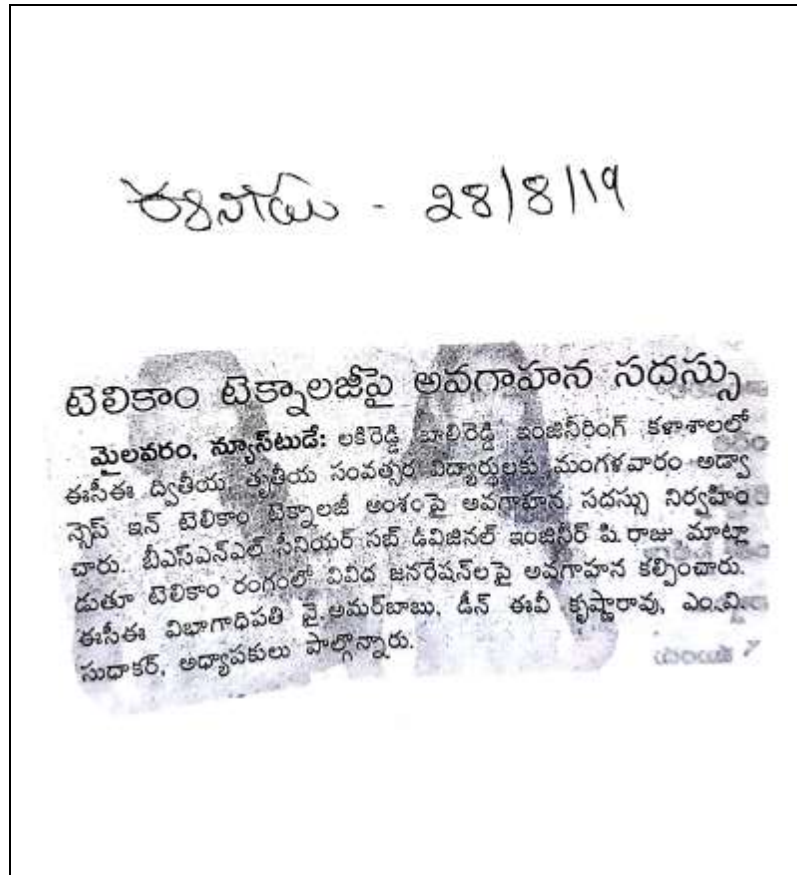 ఈనాడు - 28/8/19
టెలికాం టెక్నాలజీపై అవగాహన సదస్సు
మైలవరం, న్యూస్‌టుడే: లకిరెడ్డి బాలిరెడ్డి ఇంజినీరింగ్ కళాశాలలో
ఈసీఈ ద్వితీయ, తృతీయ సంవత్సర విద్యార్థులకు మంగళవారం అడ్వా
న్సెస్ ఇన్ టెలికాం టెక్నాలజీ అంశంపై అవగాహన సదస్సు నిర్వహిం
చారు. బీఎస్ఎన్ఎల్ సీనియర్ సబ్ డివిజినల్ ఇంజినీర్ పి.రాజు మాట్లా
డుతూ టెలికాం రంగంలో వివిధ జనరేషన్‌లపై అవగాహన కల్పించారు.
ఈసీఈ విభాగాధిపతి వై.అమర్‌బాబు, డీన్ ఈవీ కృష్ణారావు, ఎం.వి.
సుధాకర్, అధ్యాపకులు పాల్గొన్నారు.